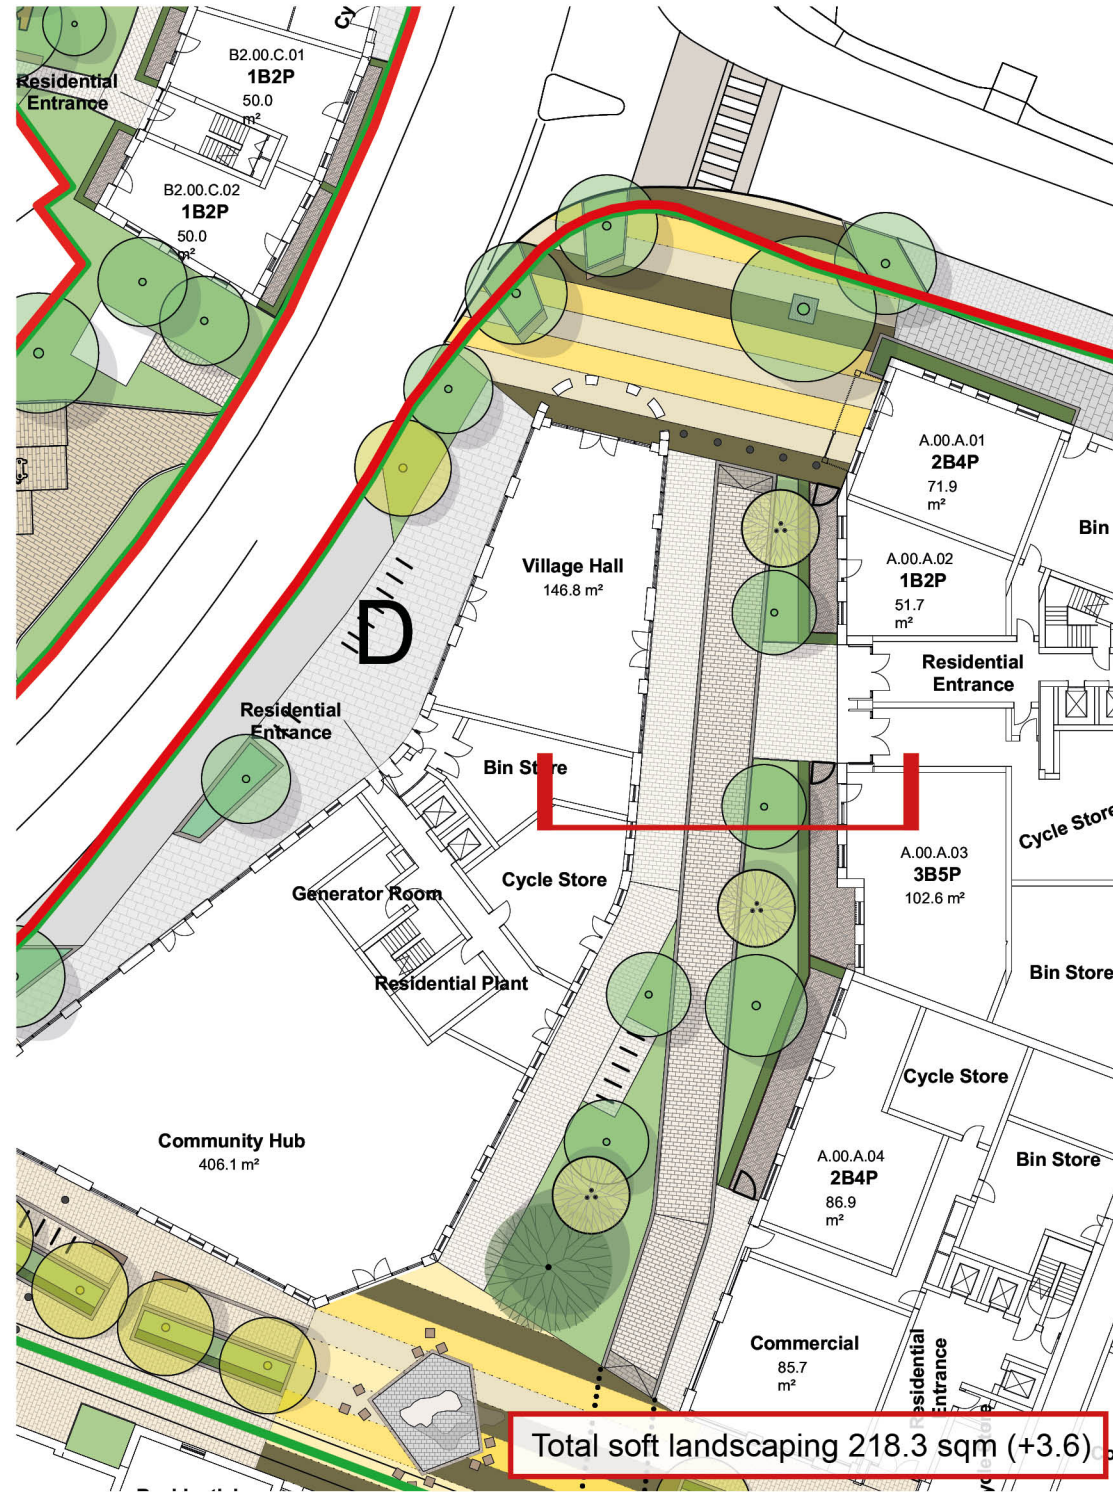 Cy
B2.00.C.01
1B2P
50.0
m²
Residential
Entrance
B2.00.C.02
1B2P
50.0
m²
A.00.A.01
2B4P
71.9
m²
Bin
Village Hall
146.8 m²
A.00.A.02
1B2P
51.7
m²
D
Residential
Entrance
Residential
Entrance
Bin Store
Cycle Store
A.00.A.03
3B5P
102.6 m²
Cycle Store
Generator Room
Bin Store
Residential Plant
Cycle Store
Community Hub
406.1 m²
A.00.A.04
2B4P
86.9
m²
Bin Store
Commercial
85.7
m²
Residential
Entrance
Total soft landscaping 218.3 sqm (+3.6)